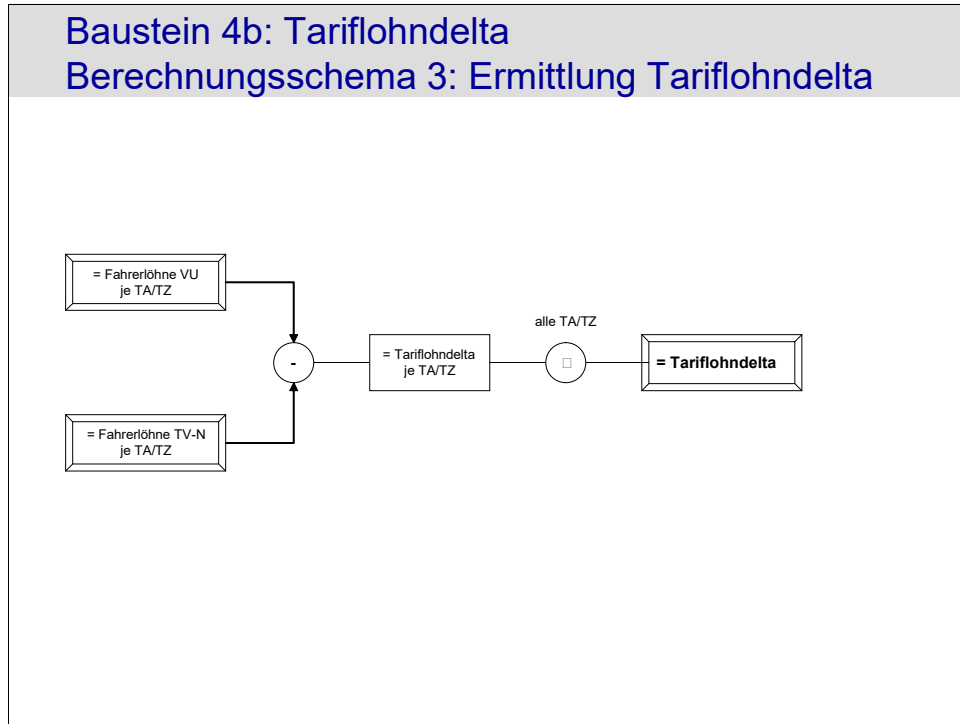 Baustein 4b: Tariflohndelta
Berechnungsschema 3: Ermittlung Tariflohndelta
= Fahrerlöhne VU
je TA/TZ
-
= Tariflohndelta
je TA/TZ
alle TA/TZ
= Tariflohndelta
= Fahrerlöhne TV-N
je TA/TZ